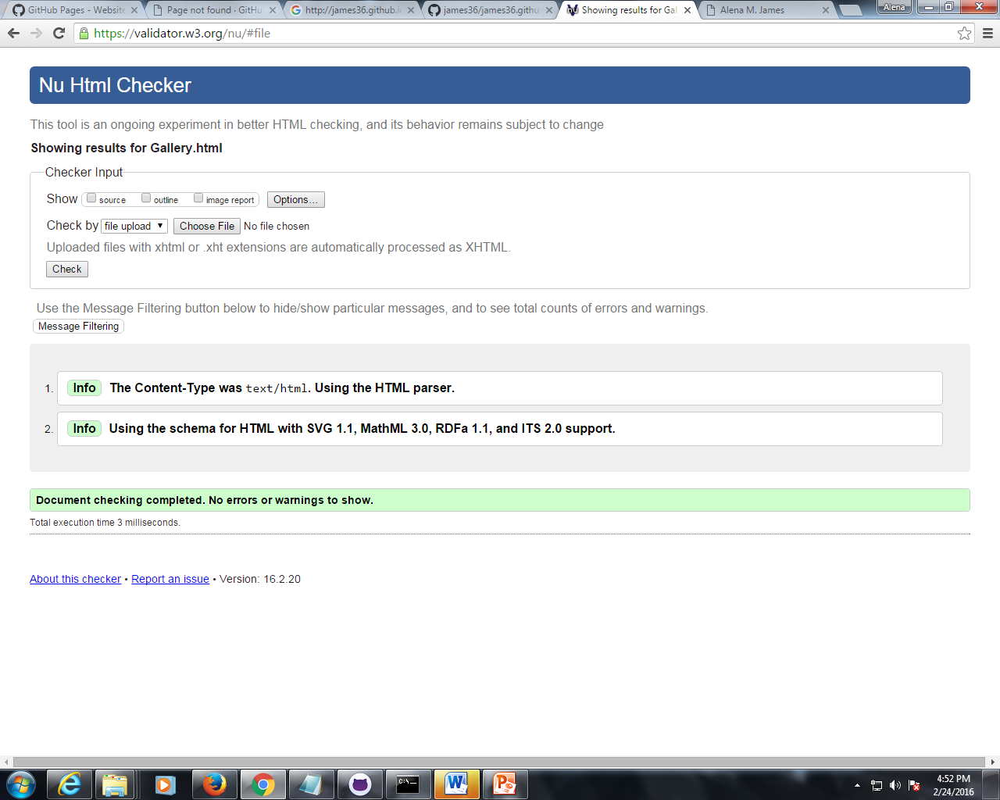 GitHub Pages - Website
Page not found · GitHu
http://james36.github.i
james36/james36.githu
Showing results for Gal
Alena M. James
Alena
https://validator.w3.org/nu/#file
Nu Html Checker
This tool is an ongoing experiment in better HTML checking, and its behavior remains subject to change
Showing results for Gallery.html
Checker Input
Show source outline image report Options...
Check by file upload Choose File No file chosen
Uploaded files with xhtml or .xht extensions are automatically processed as XHTML.
Check
Use the Message Filtering button below to hide/show particular messages, and to see total counts of errors and warnings.
Message Filtering
1. Info The Content-Type was text/html. Using the HTML parser.
2. Info Using the schema for HTML with SVG 1.1, MathML 3.0, RDFa 1.1, and ITS 2.0 support.
Document checking completed. No errors or warnings to show.
Total execution time 3 milliseconds.
About this checker • Report an issue • Version: 16.2.20
4:52 PM
2/24/2016